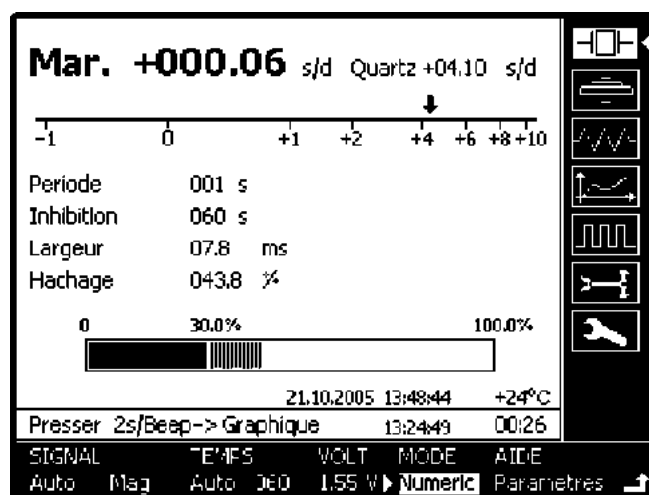 Mar. +000.06 s/d Quartz +04.10 s/d
-1 0 +1 +2 +4 +6 +8 +10
Periode 001 s
Inhibition 060 s
Largeur 07.8 ms
Hachage 043.8 %
0 30.0% 100.0%
21.10.2005 13:48:44 +24°C
Presser 2s/Beep-> Graphique 13:24:49 00:26
SIGNAL TEMPS VOLT MODE AIDE
Auto Mag Auto 060 1.55 V Numeric Parametres